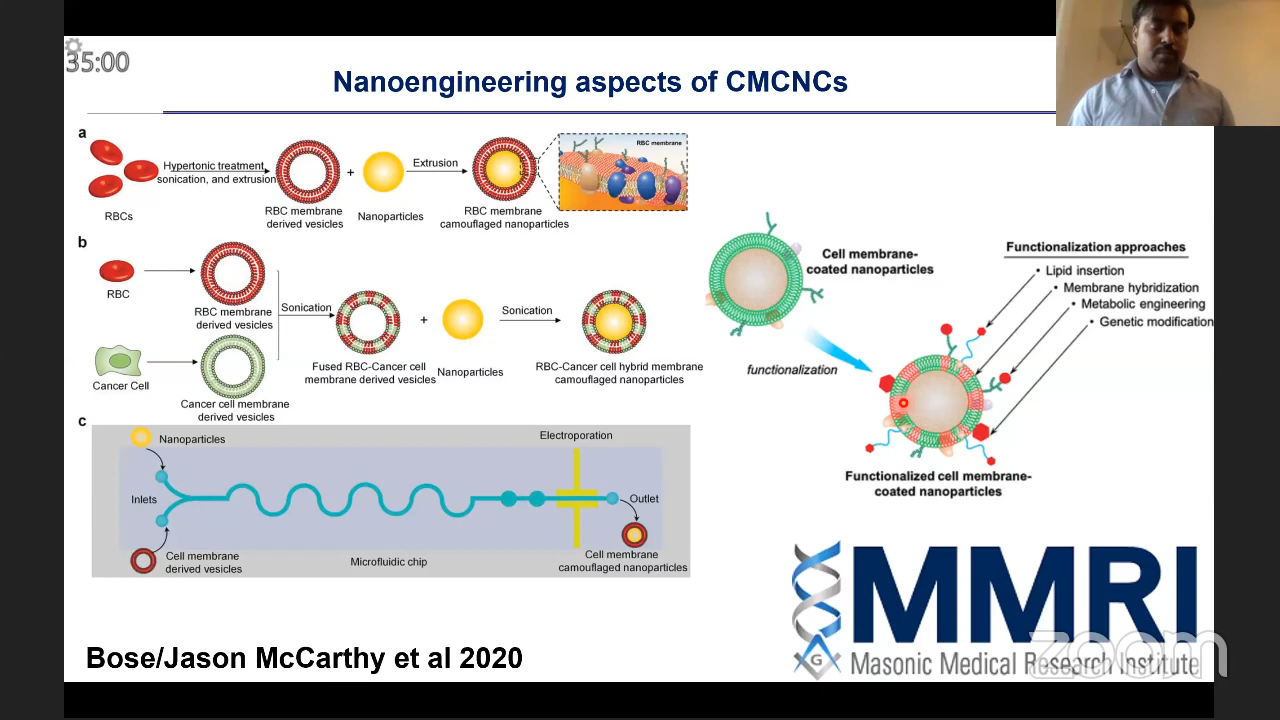 35:00
Nanoengineering aspects of CMCNCs
a
RBCs
Hypertonic treatment,
sonication, and extrusion
RBC membrane
derived vesicles
+
Nanoparticles
Extrusion
RBC membrane
camouflaged nanoparticles
RBC membrane
b
RBC
RBC membrane
derived vesicles
Cancer Cell
Cancer cell membrane
derived vesicles
Sonication
Fused RBC-Cancer cell
membrane derived vesicles
+
Nanoparticles
Sonication
RBC-Cancer cell hybrid membrane
camouflaged nanoparticles
c
Nanoparticles
Inlets
Cell membrane
derived vesicles
Microfluidic chip
Electroporation
Outlet
Cell membrane
camouflaged nanoparticles
Cell membrane-
coated nanoparticles
functionalization
Functionalization approaches
• Lipid insertion
• Membrane hybridization
• Metabolic engineering
• Genetic modification
Functionalized cell membrane-
coated nanoparticles
G
MMRI
Masonic Medical Research Institute
zoom
Bose/Jason McCarthy et al 2020